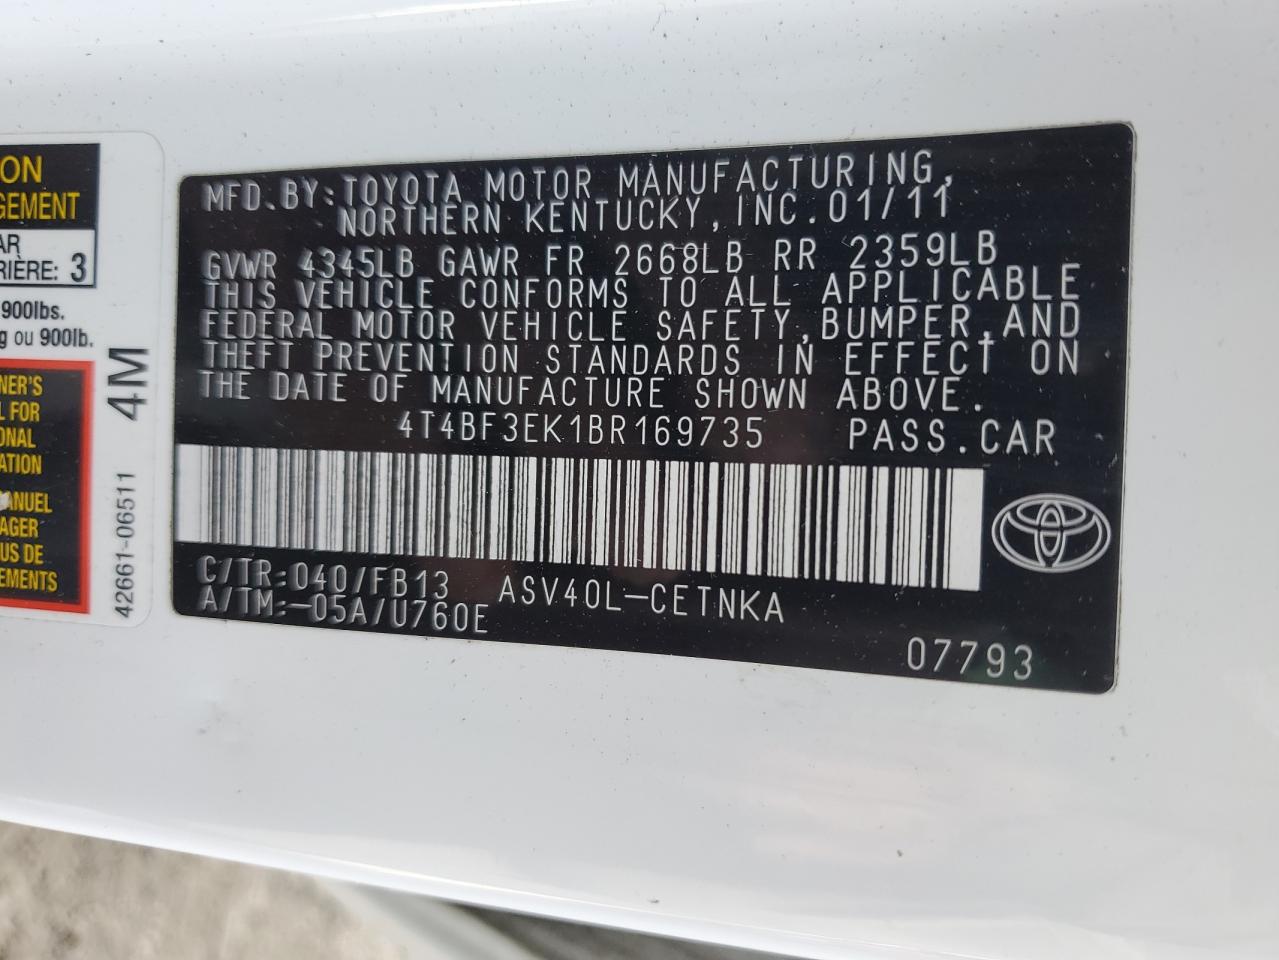 ION
GEMENT
AR
RIÈRE: 3
900lbs.
g ou 900lb.
NER'S
L FOR
ONAL
ATION
ANUEL
AGER
US DE
EMENTS
42661-06511 4M
MFD.BY:TOYOTA MOTOR MANUFACTURING,
NORTHERN KENTUCKY,INC.01/11
GVWR 4345LB GAWR FR 2668LB RR 2359LB
THIS VEHICLE CONFORMS TO ALL APPLICABLE
FEDERAL MOTOR VEHICLE SAFETY,BUMPER,AND
THEFT PREVENTION STANDARDS IN EFFECT ON
THE DATE OF MANUFACTURE SHOWN ABOVE.
4T4BF3EK1BR169735 PASS.CAR
C/TR:040/FB13 ASV40L-CETNKA
A/TM:-05A/U760E
07793